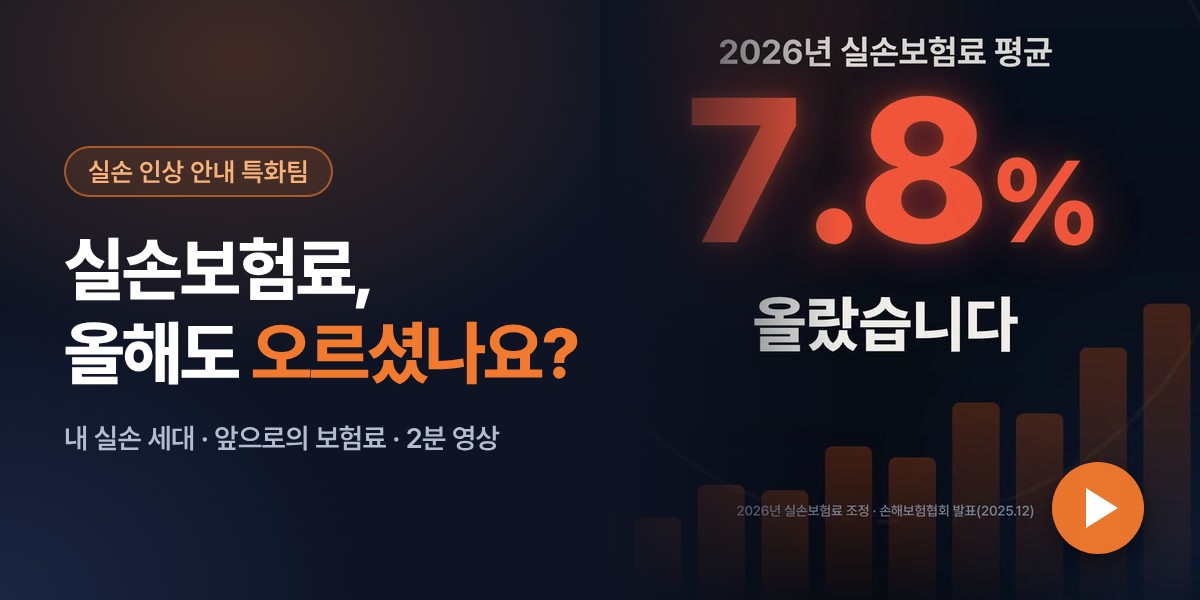 실손 인상 안내 특화팀
실손보험료,
올해도 오르셨나요?
내 실손 세대 · 앞으로의 보험료 · 2분 영상
2026년 실손보험료 평균
7.8%
올랐습니다
2026년 실손보험료 조정 · 손해보험협회 발표(2025.12)